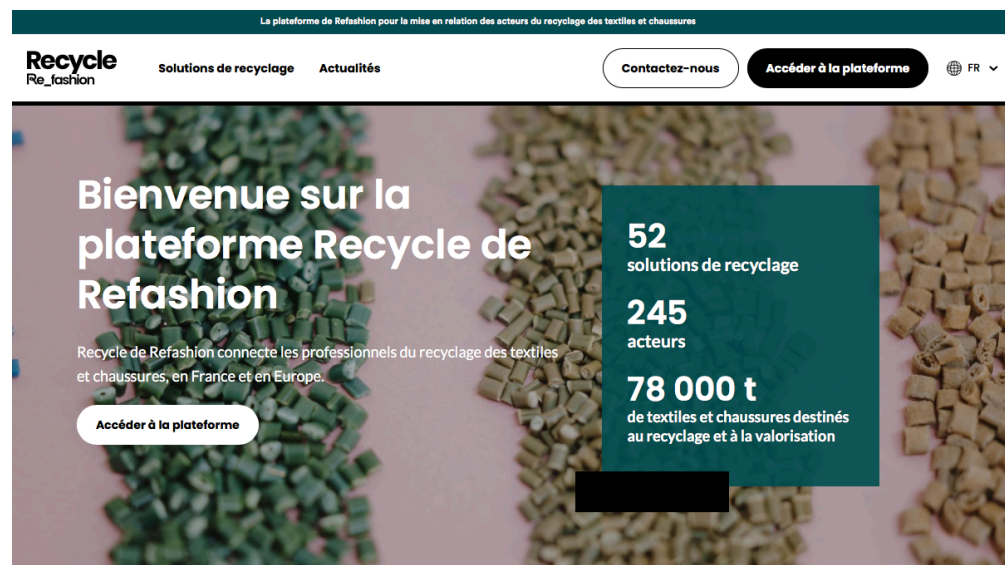 La plateforme de Refashion pour la mise en relation des acteurs du recyclage des textiles et chaussures
Recycle
Re_fashion
Solutions de recyclage
Actualités
Contactez-nous
Accéder à la plateforme
FR
Bienvenue sur la
plateforme Recycle de
Refashion
Recycle de Refashion connecte les professionnels du recyclage des textiles
et chaussures, en France et en Europe.
Accéder à la plateforme
52
solutions de recyclage
245
acteurs
78 000 t
de textiles et chaussures destinés
au recyclage et à la valorisation